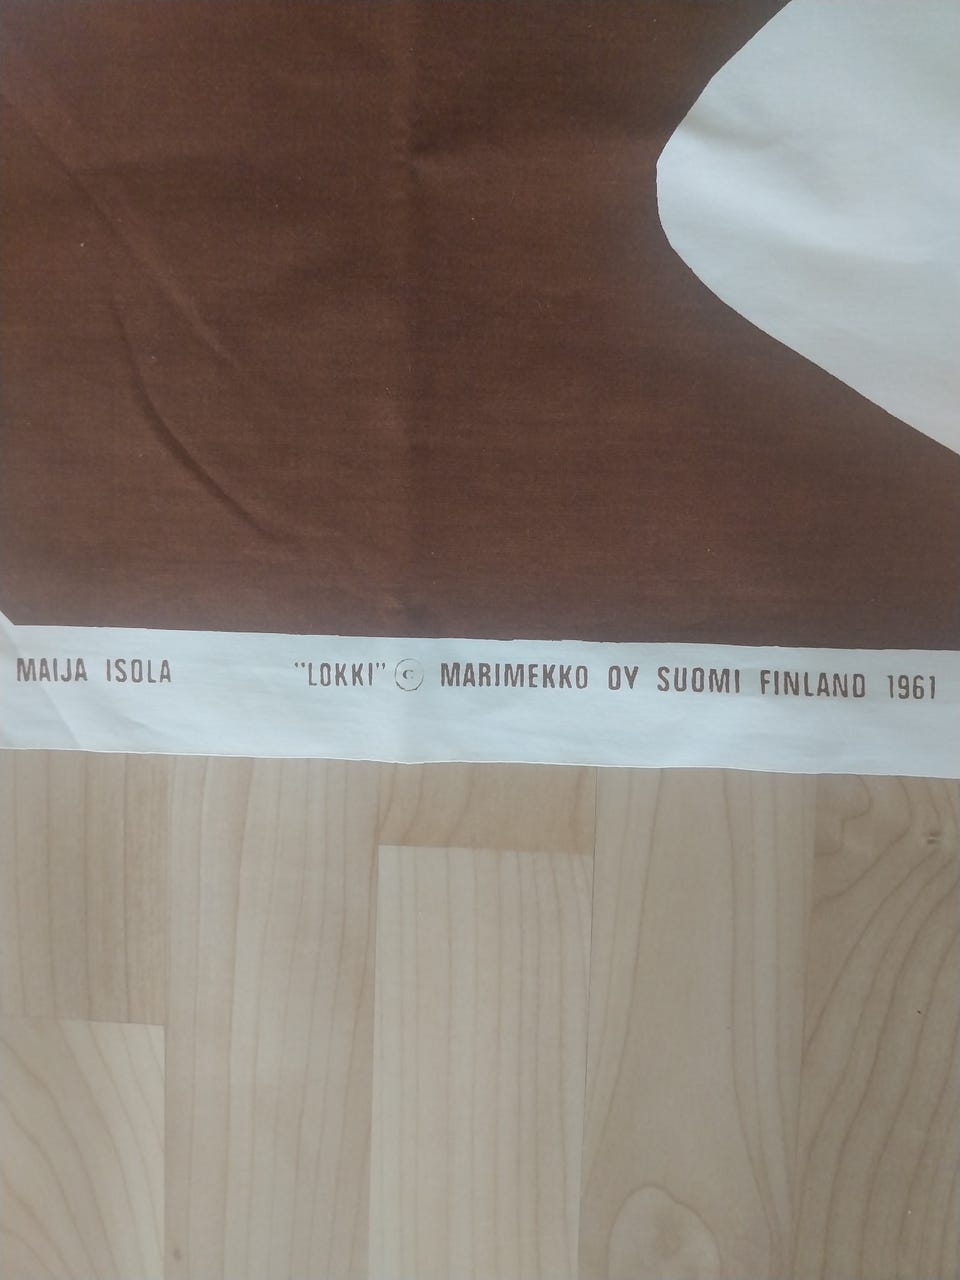 MAIJA ISOLA "LOKKI" © MARIMEKKO OY SUOMI FINLAND 1961